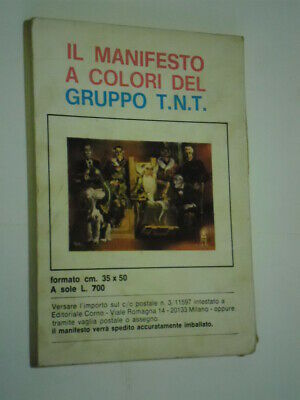 IL MANIFESTO
A COLORI DEL
GRUPPO T.N.T.
formato cm. 35 x 50
A sole L. 700
Versare l'importo sul c/c postale n. 3/11597 intestato a
Editoriale Corno - Viale Romagna 14 - 20133 Milano - oppure
tramite vaglia postale o assegno.
Il manifesto verrà spedito accuratamente imballato.